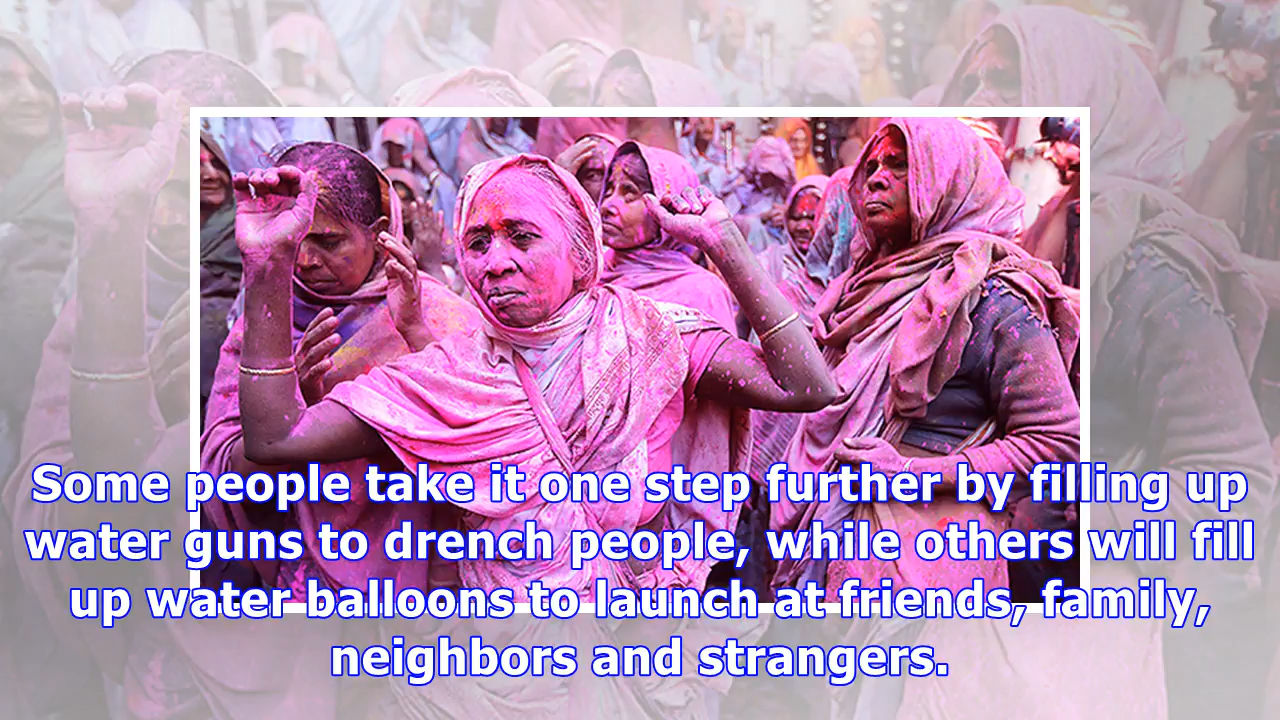 Some people take it one step further by filling up
water guns to drench people, while others will fill
up water balloons to launch at friends, family,
neighbors and strangers.